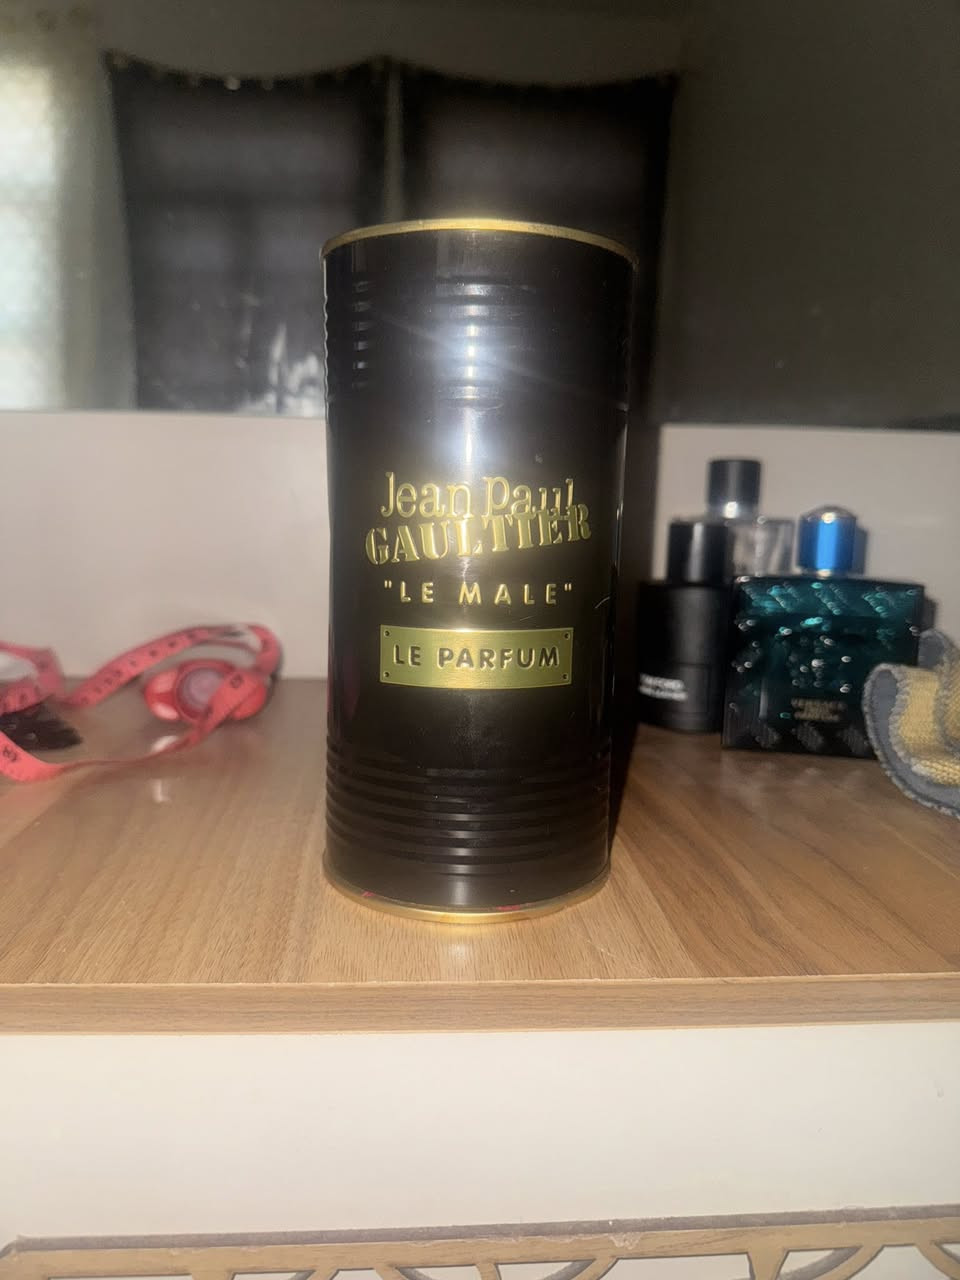 Jean Paul
GAULTIER
"LE MALE"
LE PARFUM